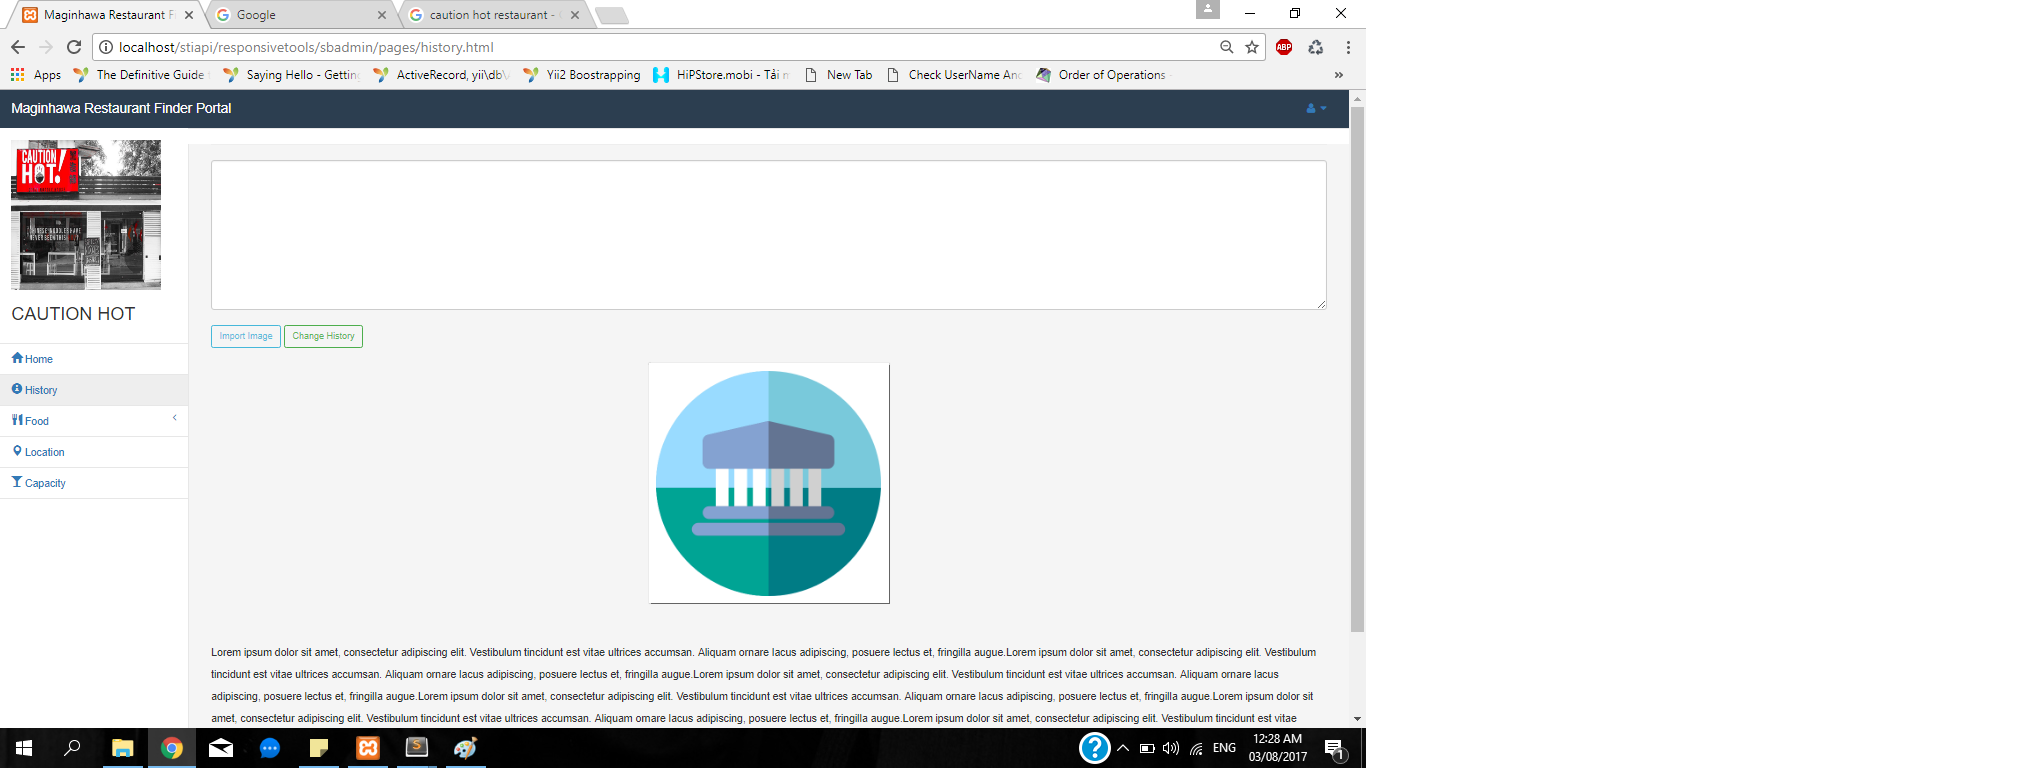 Maginhawa Restaurant F
Google
caution hot restaurant -
localhost/stiapi/responsivetools/sbadmin/pages/history.html
ABP
Apps
The Definitive Guide
Saying Hello - Getting
ActiveRecord, yii\db\
Yii2 Boostrapping
HiPStore.mobi - Tải
New Tab
Check UserName And
Order of Operations
»
Maginhawa Restaurant Finder Portal
CAUTION
HOT!
CAUTION HOT
Home
History
Food
Location
Capacity
Import Image
Change History
Lorem ipsum dolor sit amet, consectetur adipiscing elit. Vestibulum tincidunt est vitae ultrices accumsan. Aliquam ornare lacus adipiscing, posuere lectus et, fringilla augue.Lorem ipsum dolor sit amet, consectetur adipiscing elit. Vestibulum
tincidunt est vitae ultrices accumsan. Aliquam ornare lacus adipiscing, posuere lectus et, fringilla augue.Lorem ipsum dolor sit amet, consectetur adipiscing elit. Vestibulum tincidunt est vitae ultrices accumsan. Aliquam ornare lacus
adipiscing, posuere lectus et, fringilla augue.Lorem ipsum dolor sit amet, consectetur adipiscing elit. Vestibulum tincidunt est vitae ultrices accumsan. Aliquam ornare lacus adipiscing, posuere lectus et, fringilla augue.Lorem ipsum dolor sit
amet, consectetur adipiscing elit. Vestibulum tincidunt est vitae ultrices accumsan. Aliquam ornare lacus adipiscing, posuere lectus et, fringilla augue.Lorem ipsum dolor sit amet, consectetur adipiscing elit. Vestibulum tincidunt est vitae
S
?
ENG
12:28 AM
03/08/2017
1